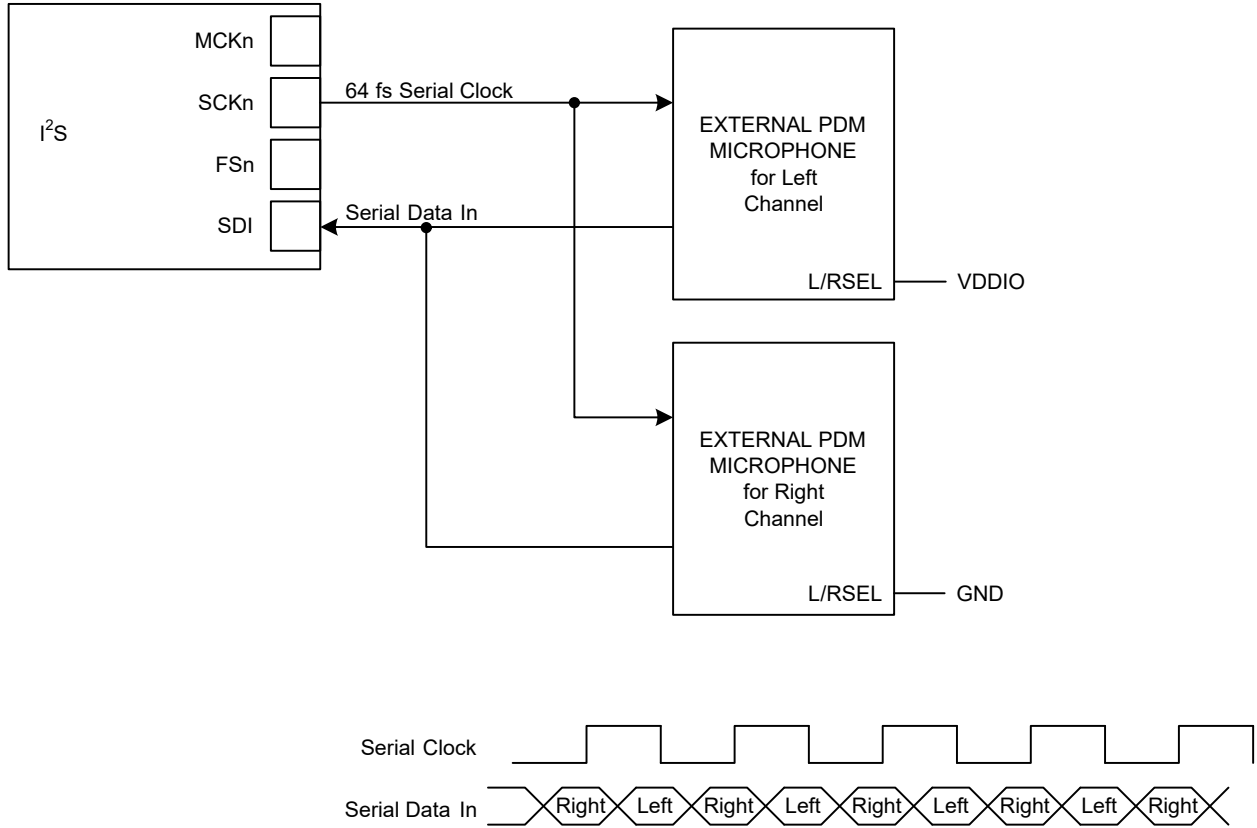 MCKn
SCKn
I²S
FSn
SDI
64 fs Serial Clock
Serial Data In
EXTERNAL PDM
MICROPHONE
for Left
Channel
L/RSEL
VDDIO
EXTERNAL PDM
MICROPHONE
for Right
Channel
L/RSEL
GND
Serial Clock
Serial Data In Right Left Right Left Right Left Right Left Right